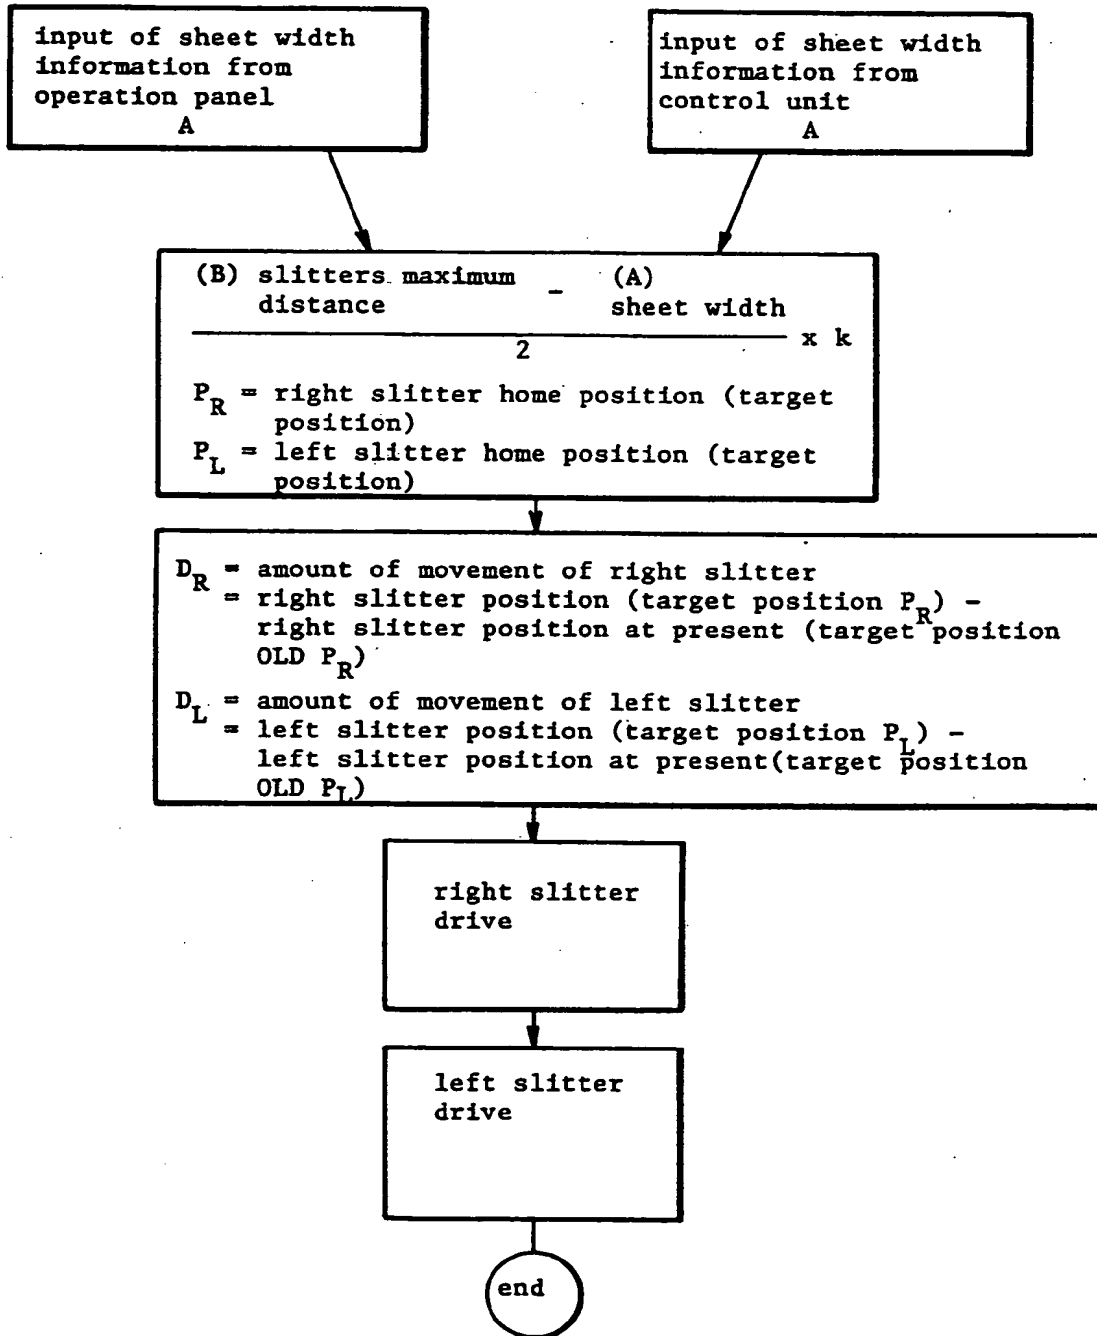 input of sheet width
information from
operation panel
A
input of sheet width
information from
control unit
A
(B) slitters maximum distance - (A) sheet width
2
x k
P_R = right slitter home position (target
position)
P_L = left slitter home position (target
position)
D_R = amount of movement of right slitter
= right slitter position (target position P_R) -
right slitter position at present (target position
OLD P_R)
D_L = amount of movement of left slitter
= left slitter position (target position P_L) -
left slitter position at present(target position
OLD P_L)
right slitter
drive
left slitter
drive
end